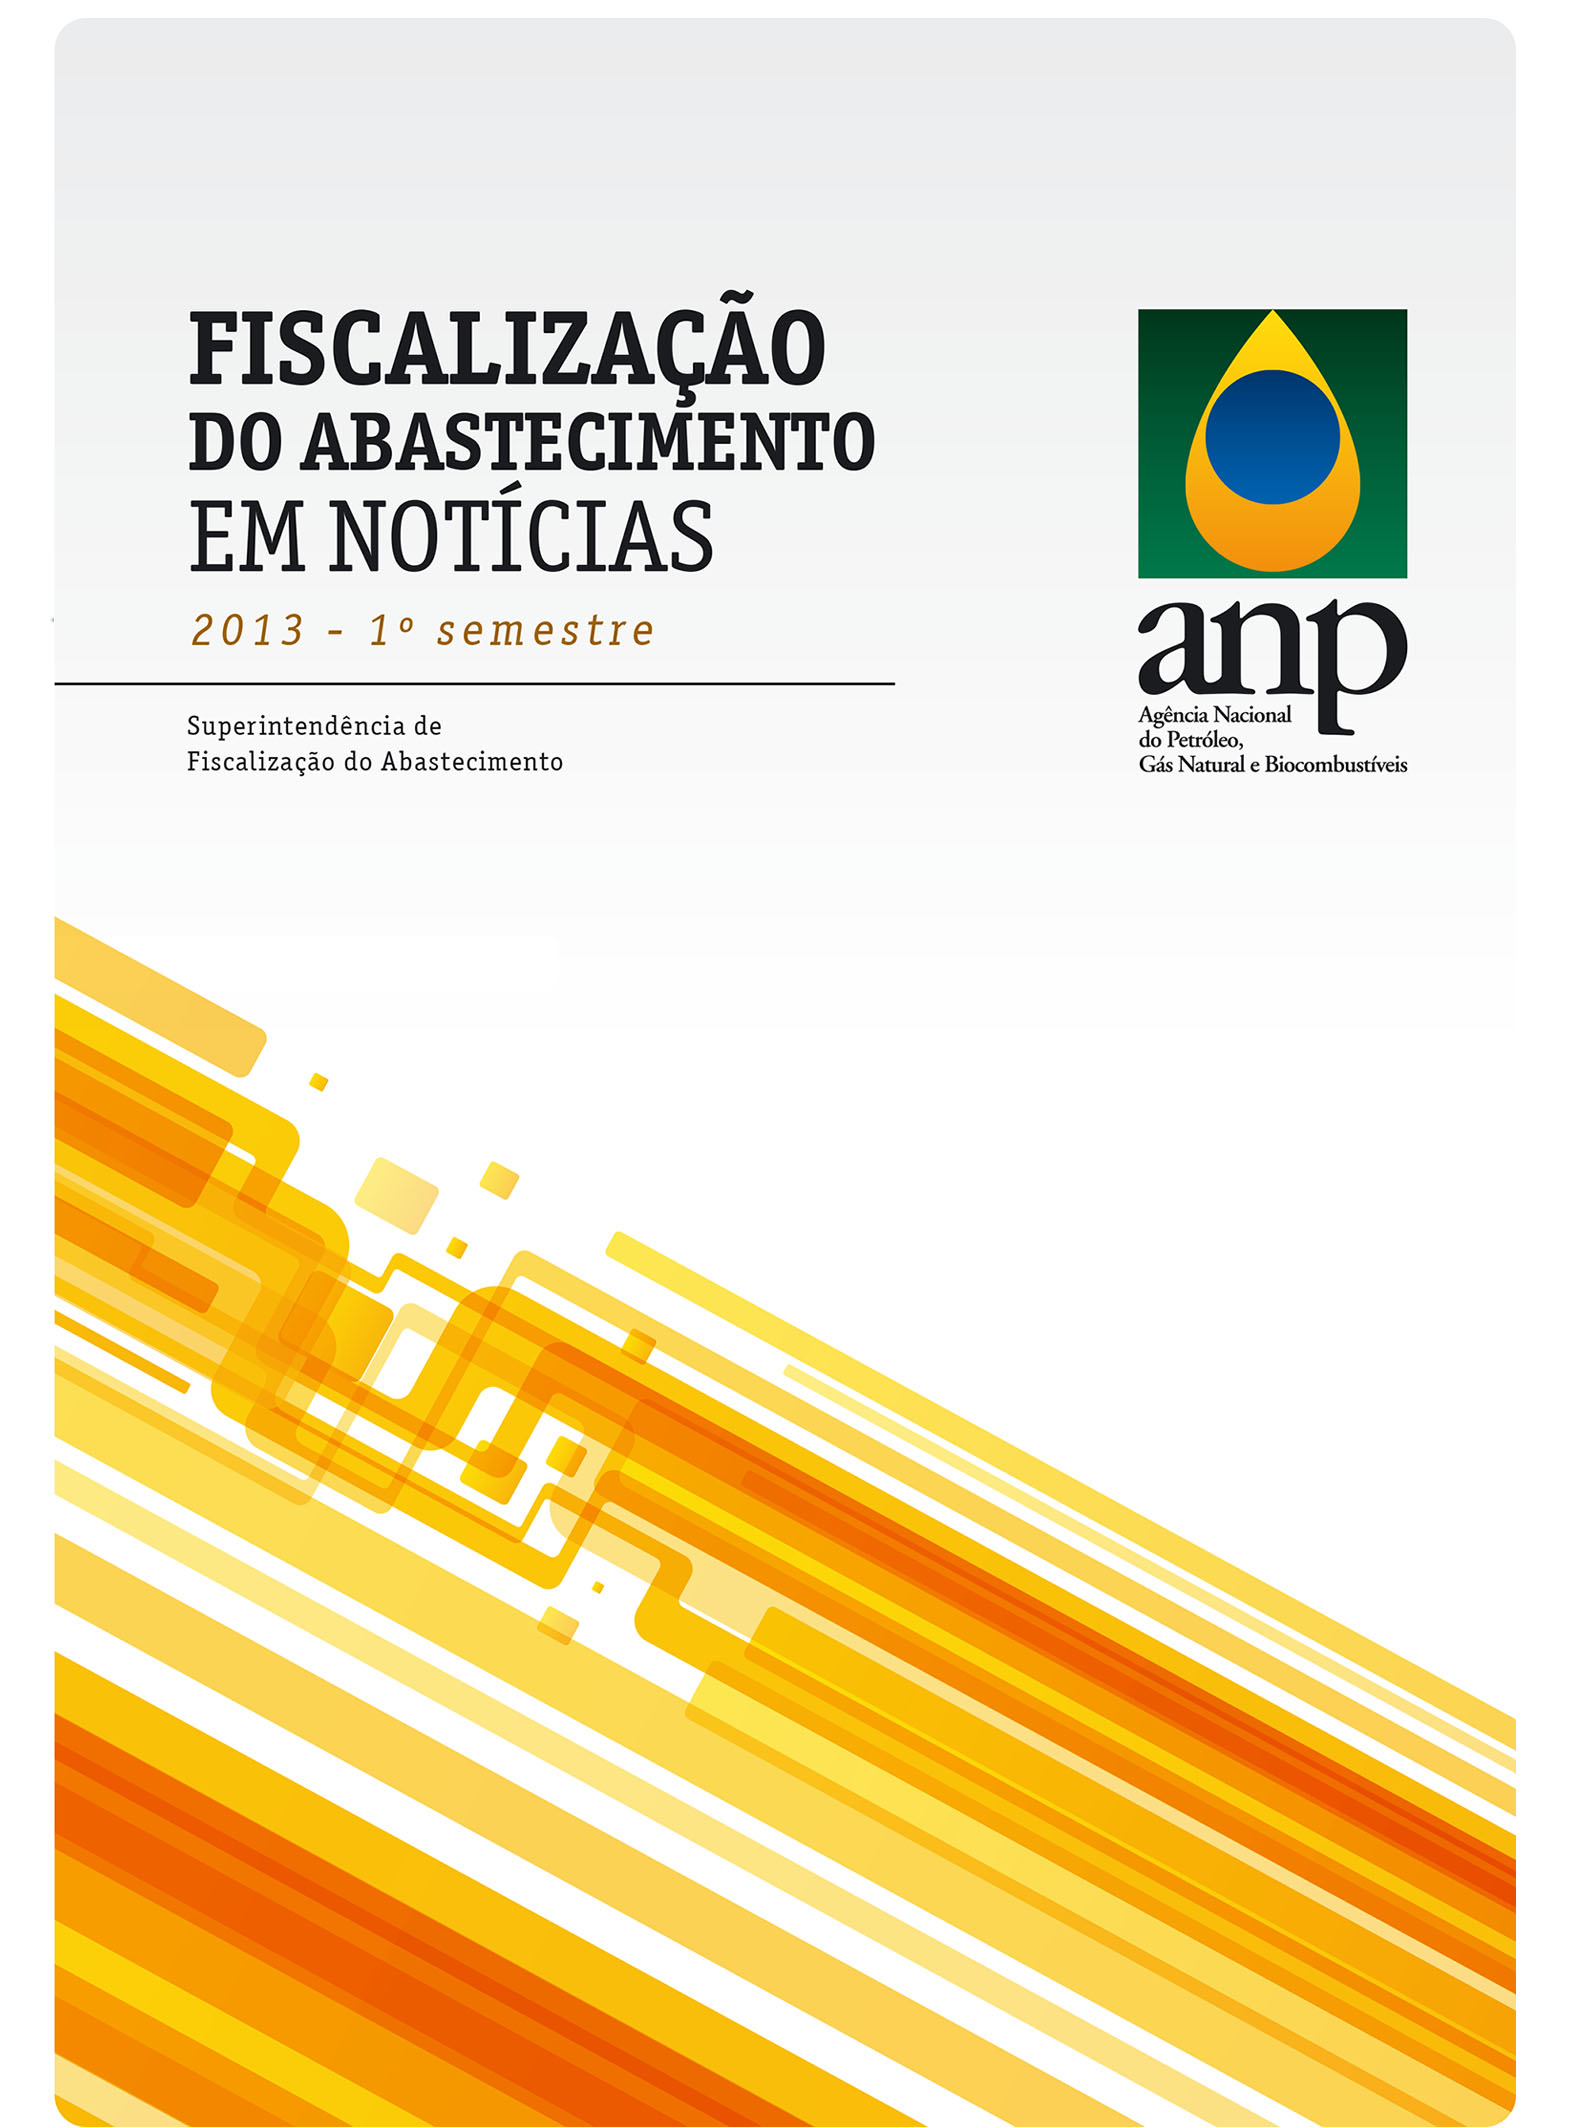 FISCALIZAÇÃO
DO ABASTECIMENTO
EM NOTÍCIAS
2013 - 1º semestre
Superintendência de
Fiscalização do Abastecimento
anp
Agência Nacional
do Petróleo,
Gás Natural e Biocombustíveis